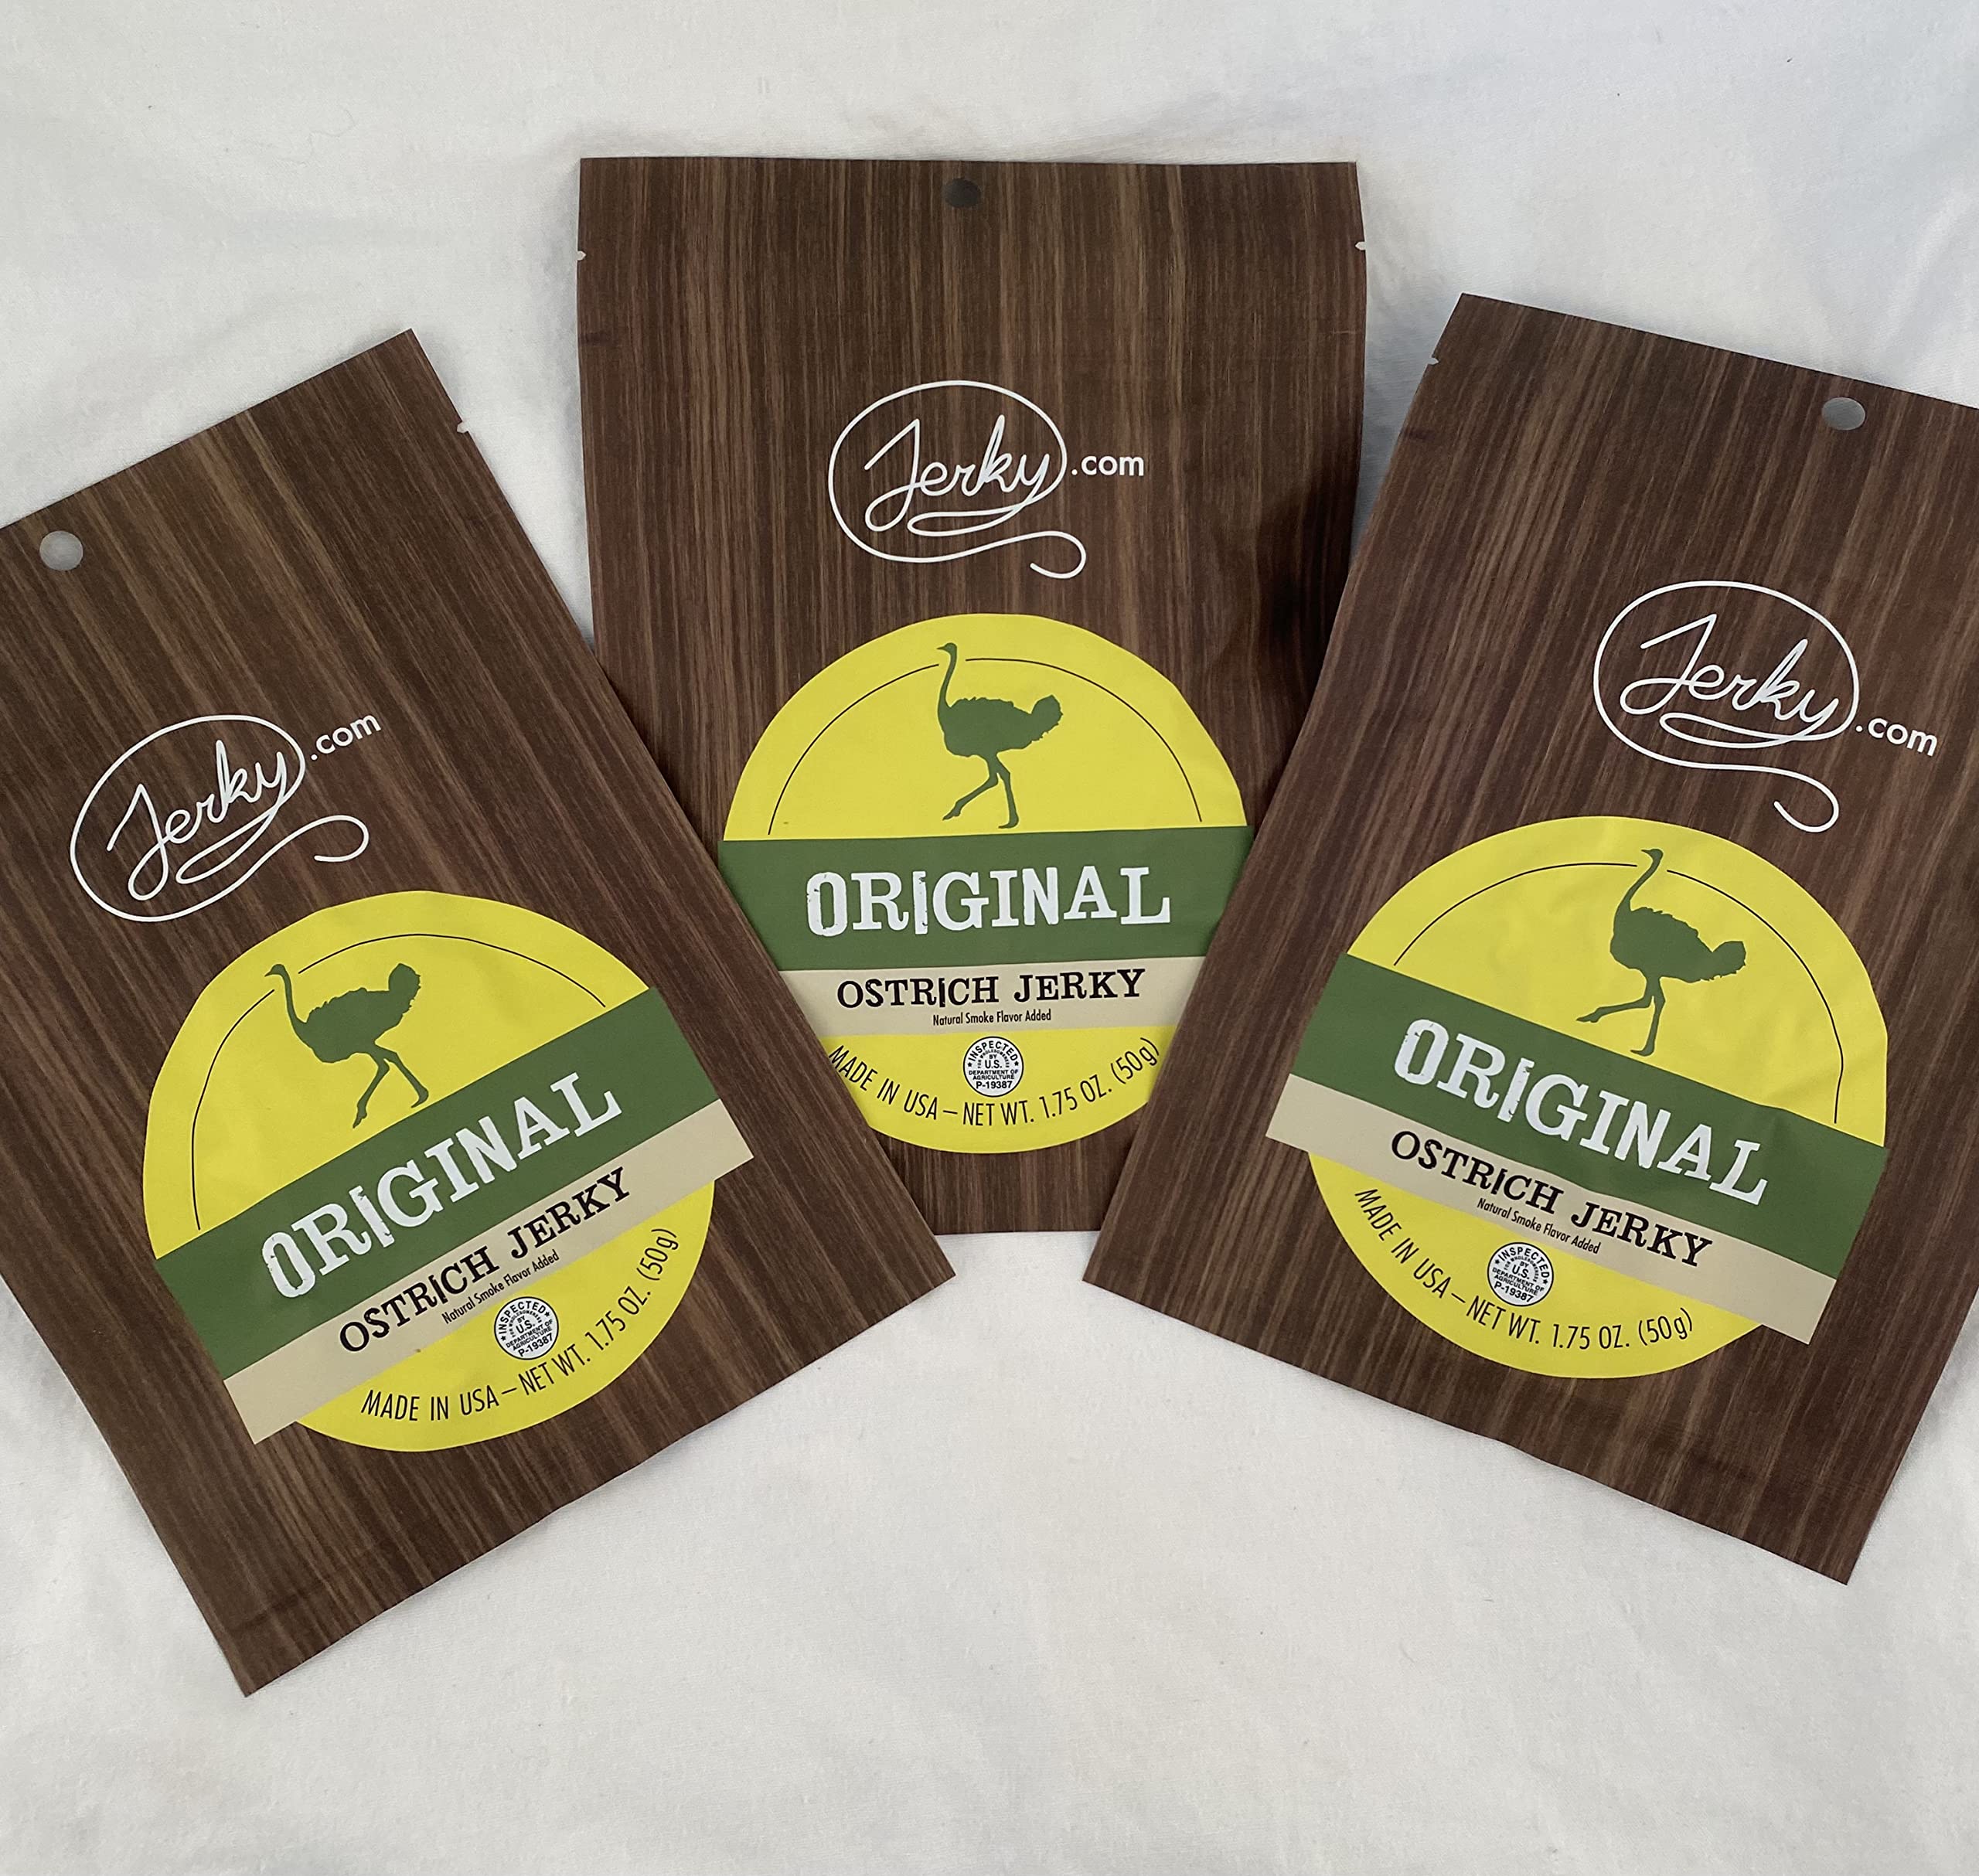 Jerky.com
ORIGINAL
OSTRICH JERKY
Natural Smoke Flavor Added
INSPECTED
BY
U.S.
DEPARTMENT OF
AGRICULTURE
P-19387
MADE IN USA – NET WT. 1.75 OZ. (50g)
Jerky.com
ORIGINAL
OSTRICH JERKY
Natural Smoke Flavor Added
INSPECTED
BY
U.S.
DEPARTMENT OF
AGRICULTURE
P-19387
MADE IN USA – NET WT. 1.75 OZ. (50g)
Jerky.com
ORIGINAL
OSTRICH JERKY
Natural Smoke Flavor Added
INSPECTED
BY
U.S.
DEPARTMENT OF
AGRICULTURE
P-19387
MADE IN USA – NET WT. 1.75 OZ. (50g)